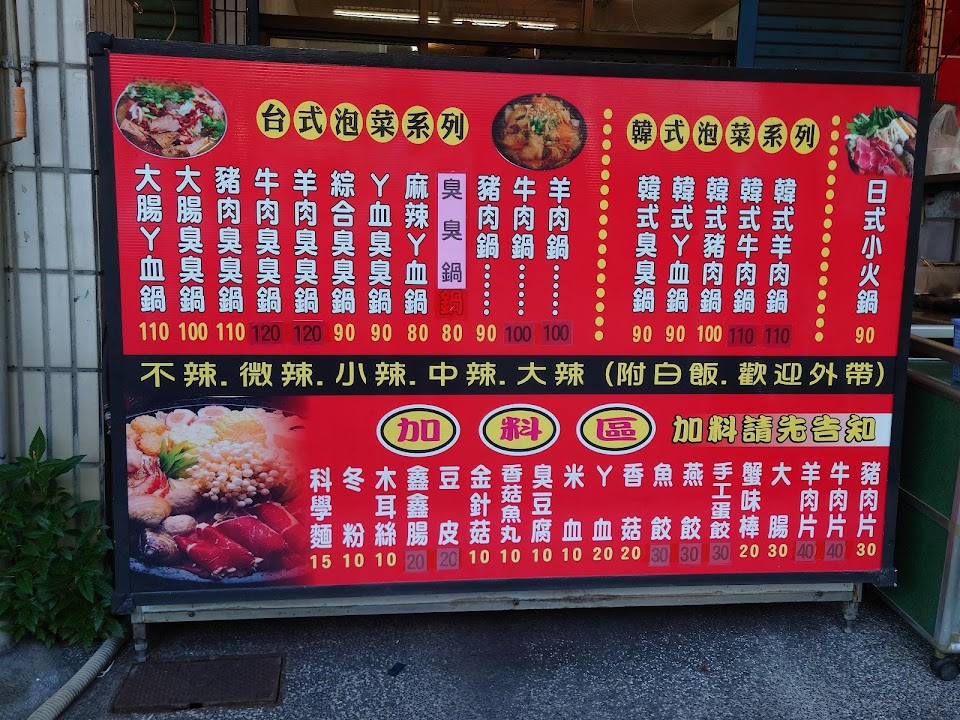 台式泡菜系列
大腸丫血鍋 110
大腸臭臭鍋 100
豬肉臭臭鍋 110
牛肉臭臭鍋 120
羊肉臭臭鍋 120
綜合臭臭鍋 90
丫血臭臭鍋 90
麻辣丫血鍋 80
臭臭鍋鍋 80
豬肉鍋…… 90
牛肉鍋…… 100
羊肉鍋…… 100
韓式泡菜系列
韓式臭臭鍋 90
韓式丫血鍋 90
韓式豬肉鍋 100
韓式牛肉鍋 110
韓式羊肉鍋 110
日式小火鍋 90
不辣.微辣.小辣.中辣.大辣(附白飯.歡迎外帶)
加料區 加料請先告知
科學麵 15
冬粉 10
木耳絲 10
鑫鑫腸 20
豆皮 20
金針菇 10
香菇魚丸 10
臭豆腐 10
米血 10
丫血 20
香菇 20
魚餃 30
燕餃 30
手工蛋餃 30
蟹味棒 20
大腸 30
羊肉片 40
牛肉片 40
豬肉片 30